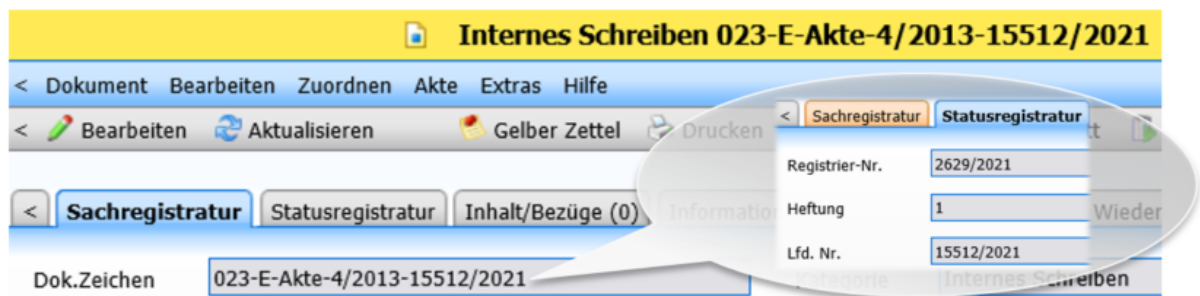 Internes Schreiben 023-E-Akte-4/2013-15512/2021
< Dokument Bearbeiten Zuordnen Akte Extras Hilfe
< Bearbeiten Aktualisieren Gelber Zettel Drucken
< Sachregistratur Statusregistratur
Registrier-Nr. 2629/2021
Heftung 1
Lfd. Nr. 15512/2021
< Sachregistratur Statusregistratur Inhalt/Bezüge (0) Information Wieder
Dok.Zeichen 023-E-Akte-4/2013-15512/2021 Kategorie Internes Schreiben